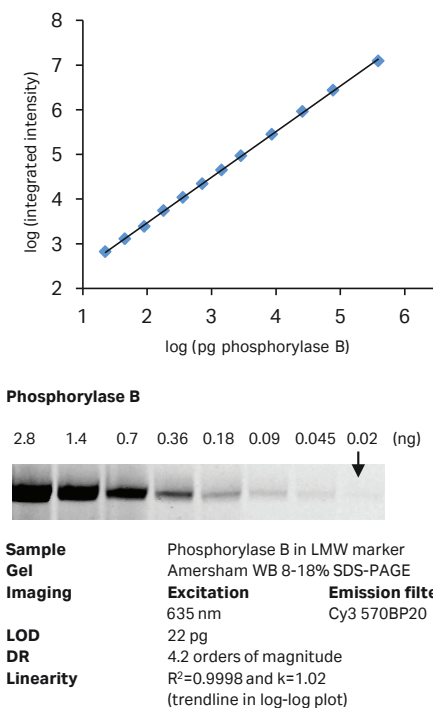 8
7
6
5
4
3
2
log (integrated intensity)
1 2 3 4 5 6
log (pg phosphorylase B)
Phosphorylase B
2.8 1.4 0.7 0.36 0.18 0.09 0.045 0.02 (ng)
Sample Phosphorylase B in LMW marker
Gel Amersham WB 8-18% SDS-PAGE
Imaging Excitation Emission filte
635 nm Cy3 570BP20
LOD 22 pg
DR 4.2 orders of magnitude
Linearity R²=0.9998 and k=1.02
(trendline in log-log plot)